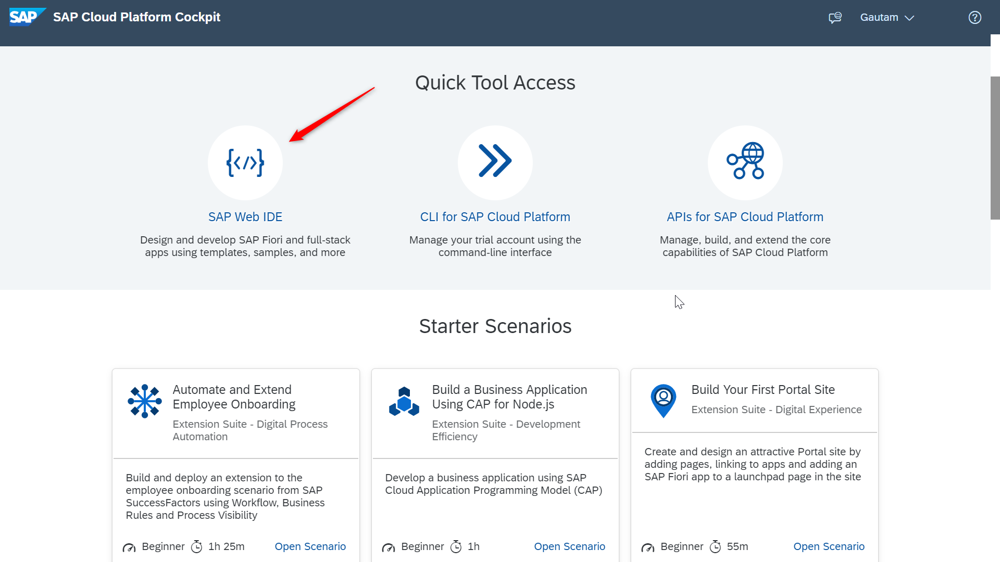 SAP SAP Cloud Platform Cockpit Gautam
Quick Tool Access
SAP Web IDE
Design and develop SAP Fiori and full-stack
apps using templates, samples, and more
CLI for SAP Cloud Platform
Manage your trial account using the
command-line interface
APIs for SAP Cloud Platform
Manage, build, and extend the core
capabilities of SAP Cloud Platform
Starter Scenarios
Automate and Extend
Employee Onboarding
Extension Suite - Digital Process
Automation
Build and deploy an extension to the
employee onboarding scenario from SAP
SuccessFactors using Workflow, Business
Rules and Process Visibility
Beginner 1h 25m Open Scenario
Build a Business Application
Using CAP for Node.js
Extension Suite - Development
Efficiency
Develop a business application using SAP
Cloud Application Programming Model (CAP)
Beginner 1h Open Scenario
Build Your First Portal Site
Extension Suite - Digital Experience
Create and design an attractive Portal site by
adding pages, linking to apps and adding an
SAP Fiori app to a launchpad page in the site
Beginner 55m Open Scenario